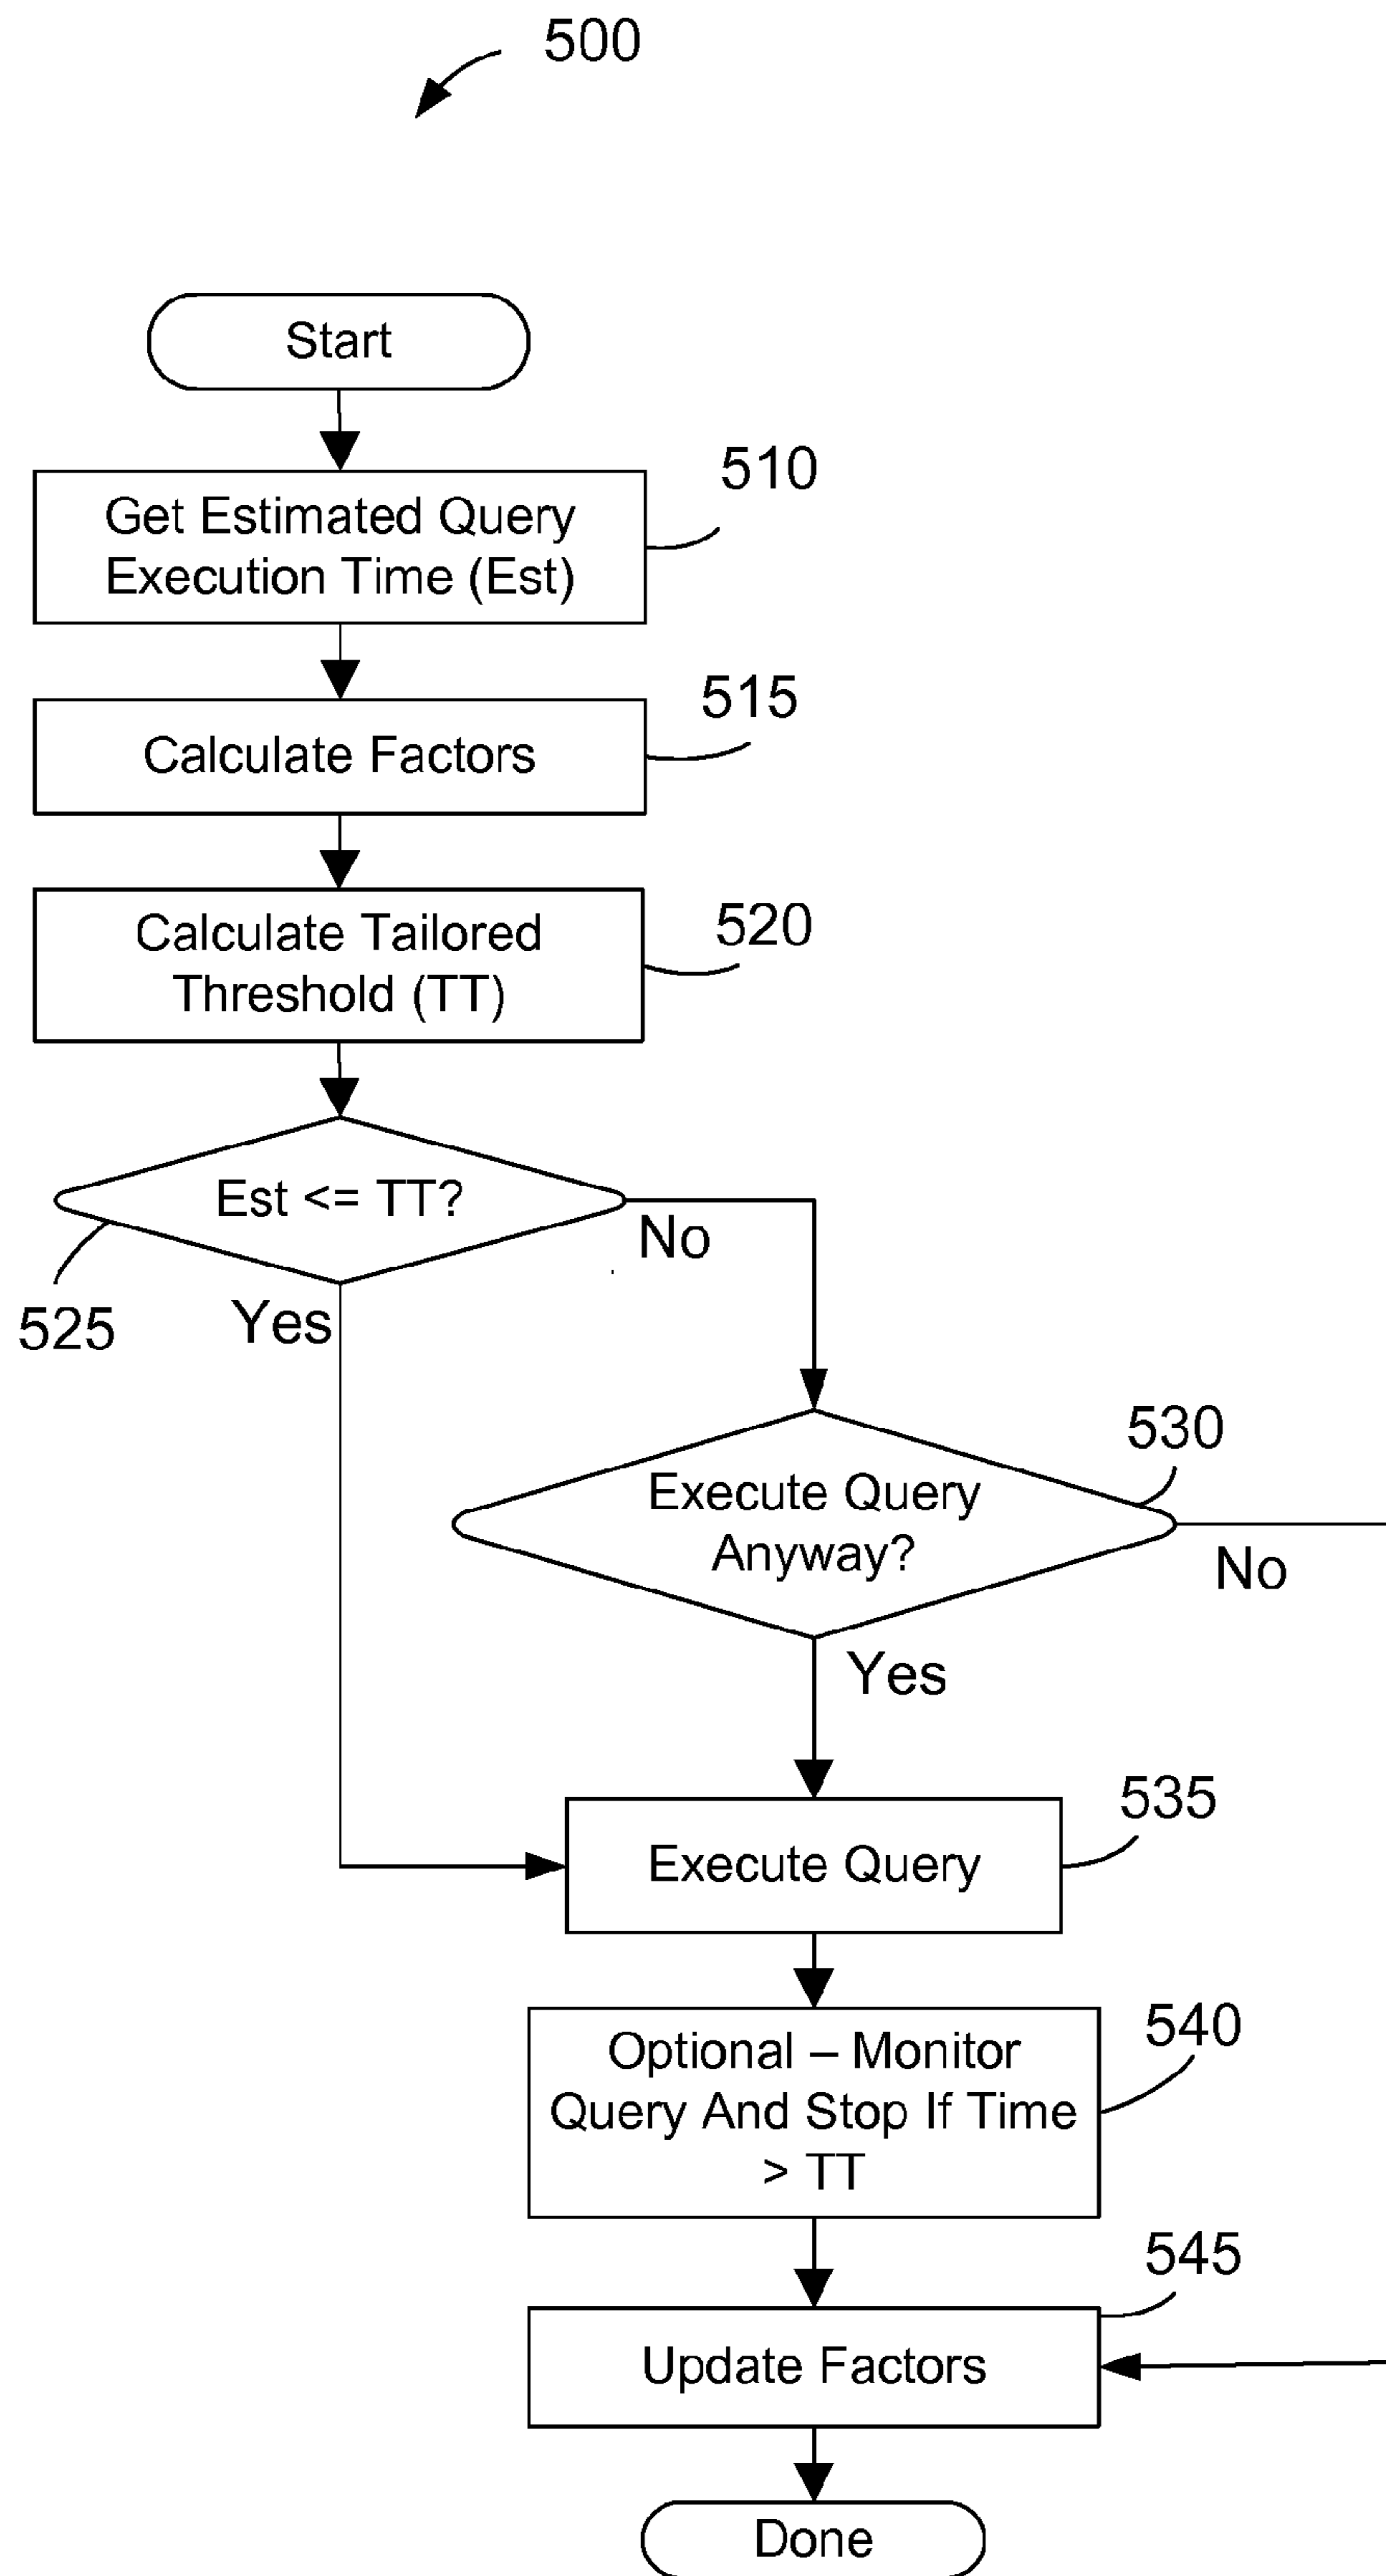 500
Start
510
Get Estimated Query
Execution Time (Est)
515
Calculate Factors
520
Calculate Tailored
Threshold (TT)
Est <= TT?
No
525
Yes
530
Execute Query
Anyway?
No
Yes
535
Execute Query
540
Optional – Monitor
Query And Stop If Time
> TT
545
Update Factors
Done